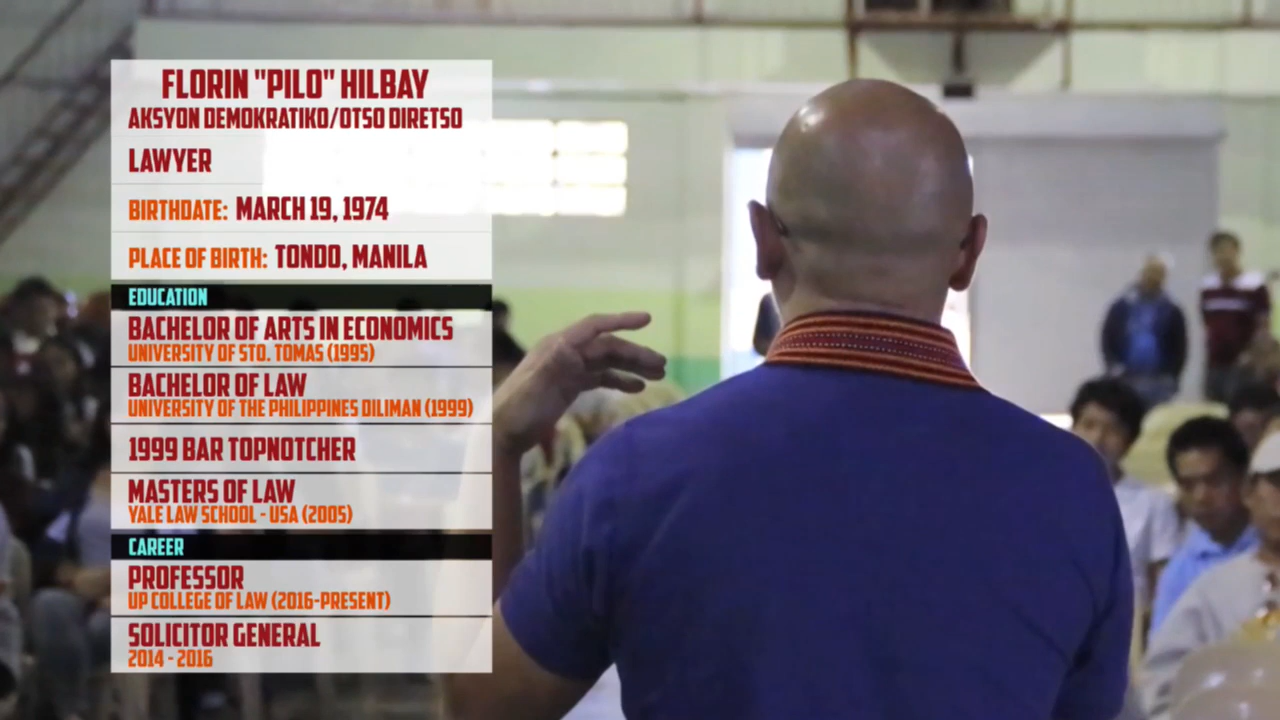 FLORIN "PILO" HILBAY
AKSYON DEMOKRATIKO/OTSO DIRETSO
LAWYER
BIRTHDATE: MARCH 19, 1974
PLACE OF BIRTH: TONDO, MANILA
EDUCATION
BACHELOR OF ARTS IN ECONOMICS
UNIVERSITY OF STO. TOMAS (1995)
BACHELOR OF LAW
UNIVERSITY OF THE PHILIPPINES DILIMAN (1999)
1999 BAR TOPNOTCHER
MASTERS OF LAW
YALE LAW SCHOOL - USA (2005)
CAREER
PROFESSOR
UP COLLEGE OF LAW (2016-PRESENT)
SOLICITOR GENERAL
2014 - 2016